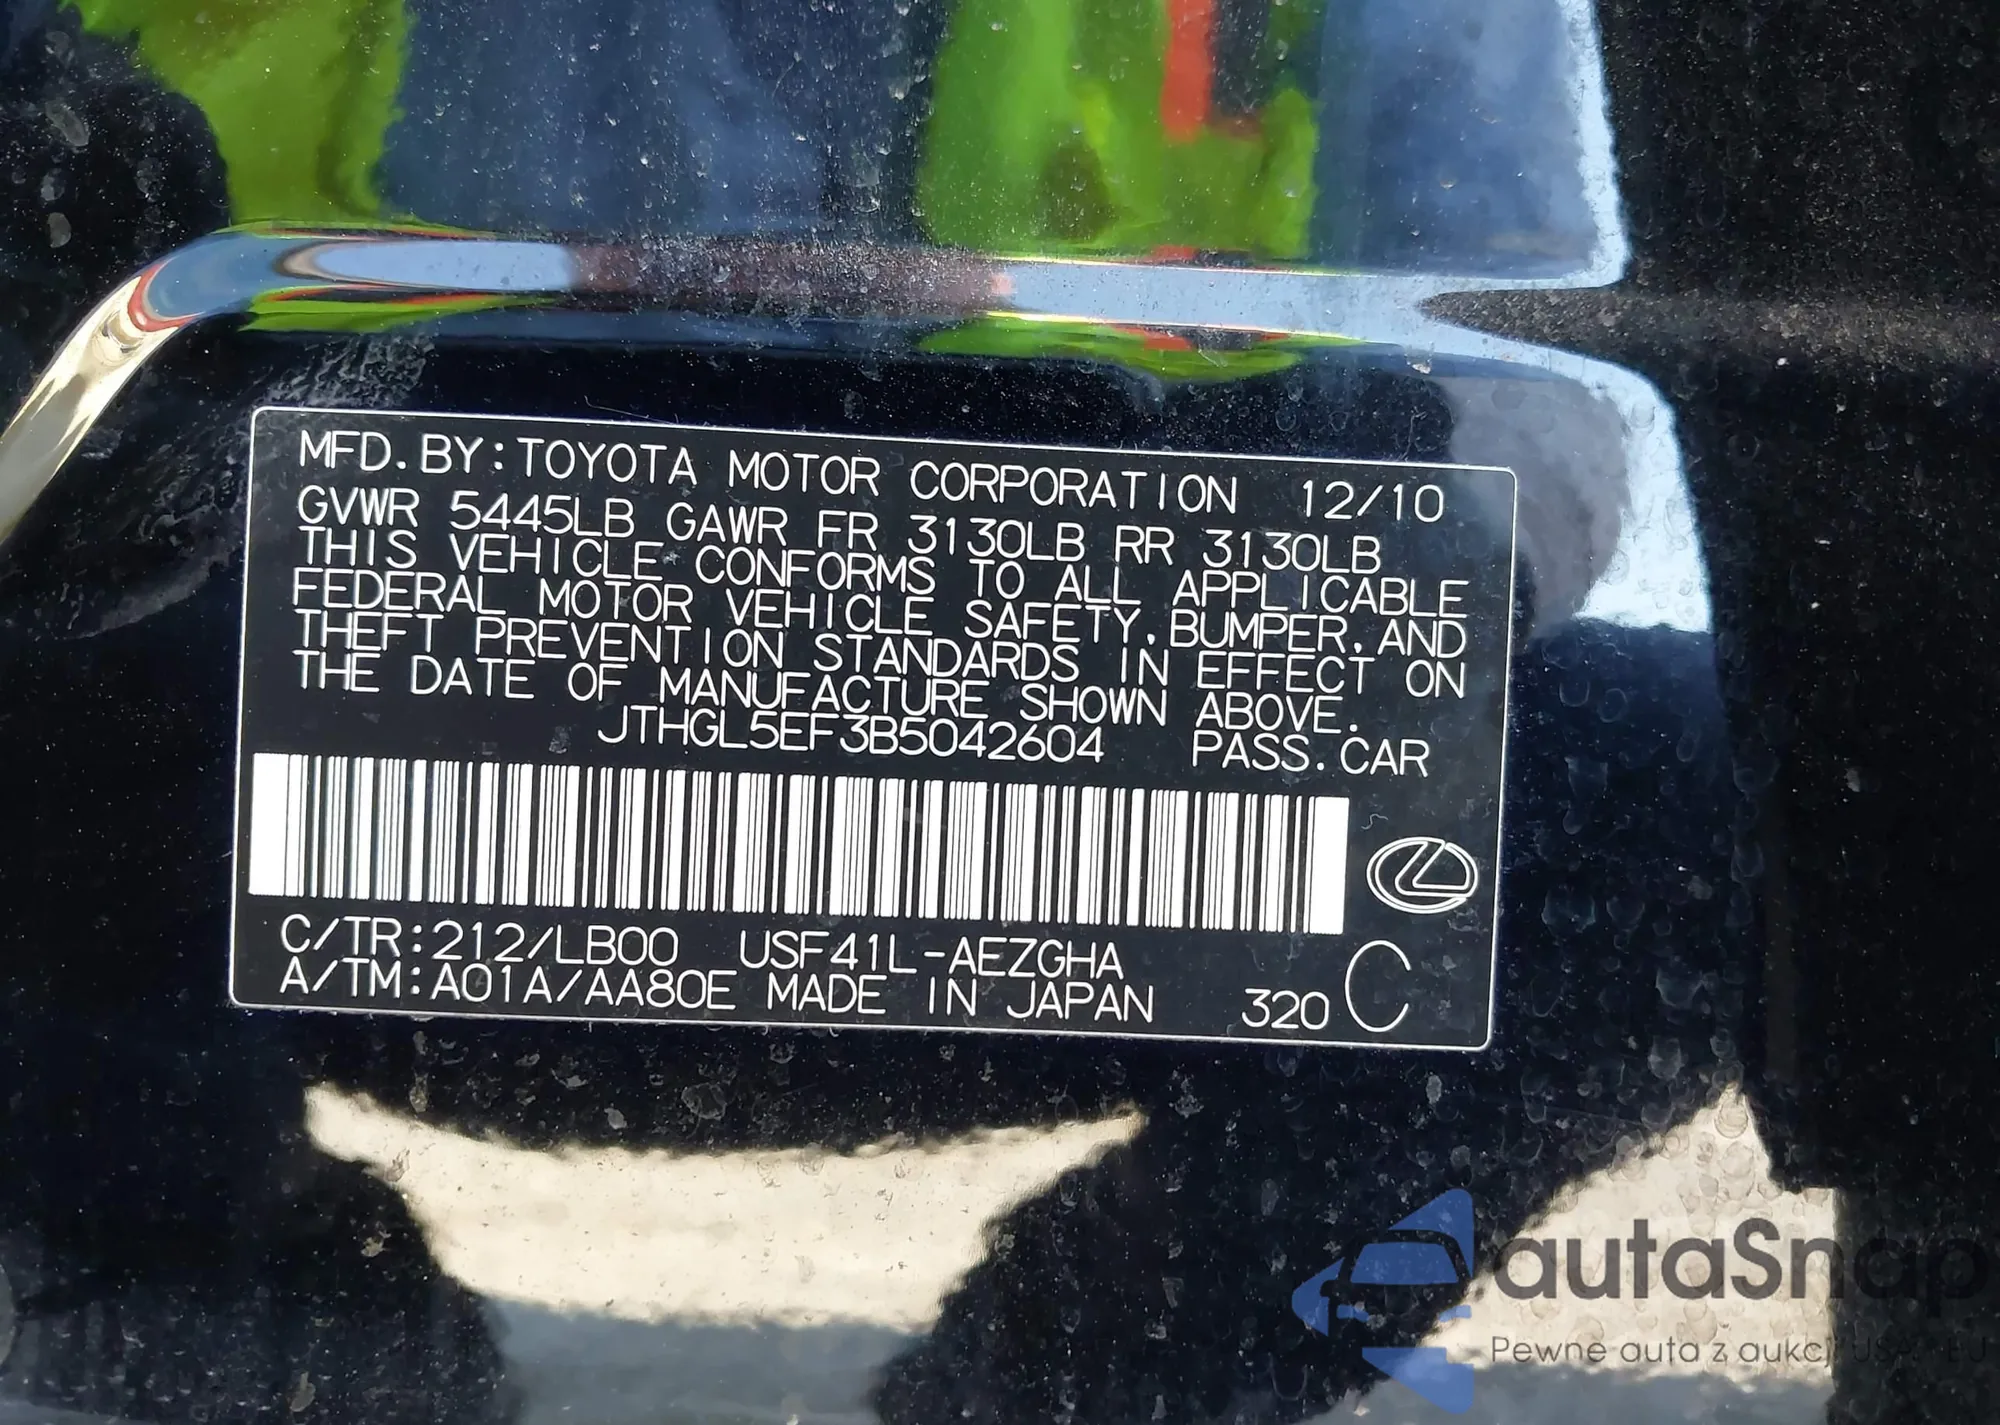 MFD. BY:TOYOTA MOTOR CORPORATION 12/10
GVWR 5445LB GAWR FR 3130LB RR 3130LB
THIS VEHICLE CONFORMS TO ALL APPLICABLE
FEDERAL MOTOR VEHICLE SAFETY, BUMPER, AND
THEFT PREVENTION STANDARDS IN EFFECT ON
THE DATE OF MANUFACTURE SHOWN ABOVE.
JTHGL5EF3B5042604 PASS. CAR
C/TR:212/LB00 USF41L-AEZGHA
A/TM:A01A/AA80E MADE IN JAPAN 320 C
autaSnap
Pewne auta z aukcji USA EU